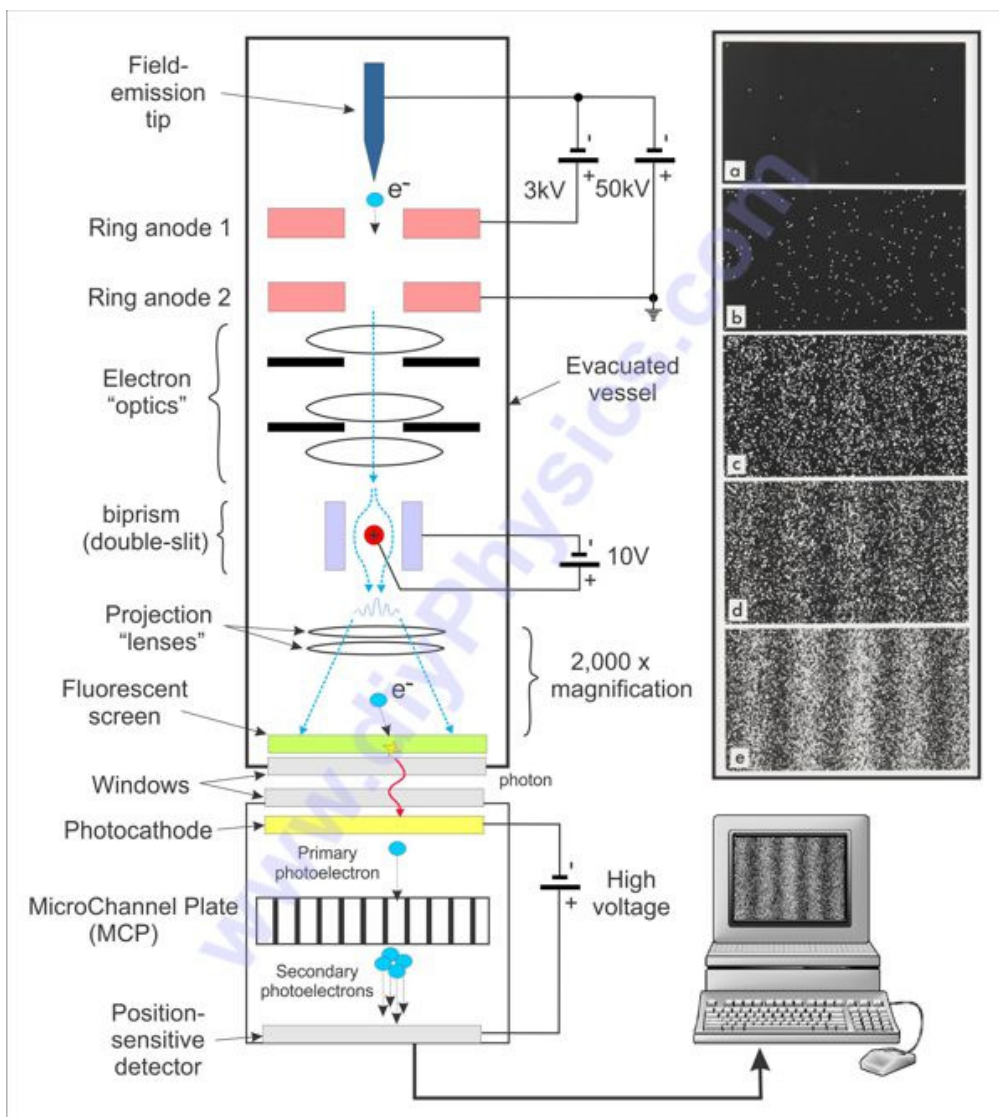 Field-
emission
tip
e-
3kV
50kV
-
+
-
+
Ring anode 1
Ring anode 2
Electron
“optics”
Evacuated
vessel
biprism
(double-slit)
+
-
+
10V
Projection
“lenses”
2,000 x
magnification
e-
Fluorescent
screen
Windows
photon
Photocathode
Primary
photoelectron
-
+
High
voltage
MicroChannel Plate
(MCP)
Secondary
photoelectrons
Position-
sensitive
detector
a
b
c
d
e
www.diyPhysics.com